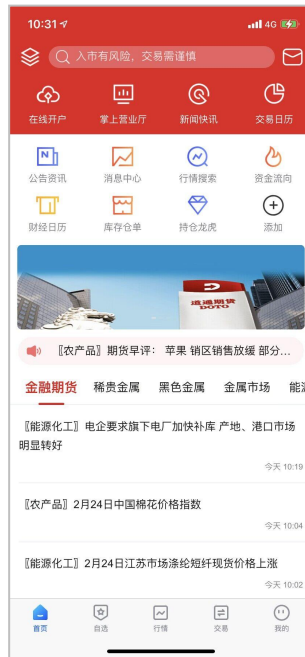 10:31
4G
入市有风险，交易需谨慎
在线开户 掌上营业厅 新闻快讯 交易日历
公告资讯 消息中心 行情搜索 资金流向
财经日历 库存仓单 持仓龙虎 添加
道通期货
DOTO
〖农产品〗期货早评： 苹果 销区销售放缓 部分...
金融期货 稀贵金属 黑色金属 金属市场 能
〖能源化工〗电企要求旗下电厂加快补库 产地、港口市场
明显转好
今天 10:19
〖农产品〗2月24日中国棉花价格指数
今天 10:04
〖能源化工〗2月24日江苏市场涤纶短纤现货价格上涨
今天 10:02
首页 自选 行情 交易 我的